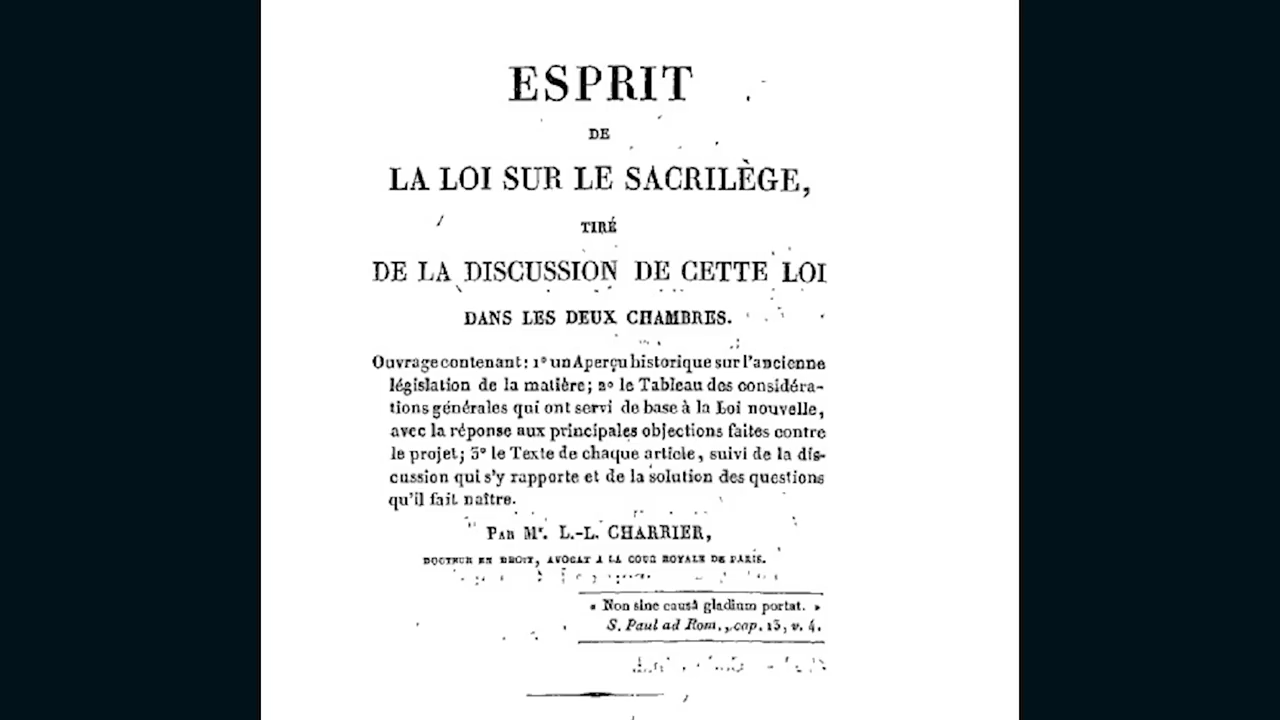 ESPRIT
DE
LA LOI SUR LE SACRILÈGE,
TIRÉ
DE LA DISCUSSION DE CETTE LOI
DANS LES DEUX CHAMBRES.
Ouvrage contenant: 1° un Aperçu historique sur l'ancienne
législation de la matière; 2° le Tableau des considéra-
tions générales qui ont servi de base à la Loi nouvelle,
avec la réponse aux principales objections faites contre
le projet; 3° le Texte de chaque article, suivi de la dis-
cussion qui s'y rapporte et de la solution des questions
qu'il fait naître.
PAR Mr. L.-L. CHARRIER,
DOCTEUR EN DROIT, AVOCAT A LA COUR ROYALE DE PARIS.
« Non sine causâ gladium portat. »
S. Paul ad Rom., cap. 13, v. 4.